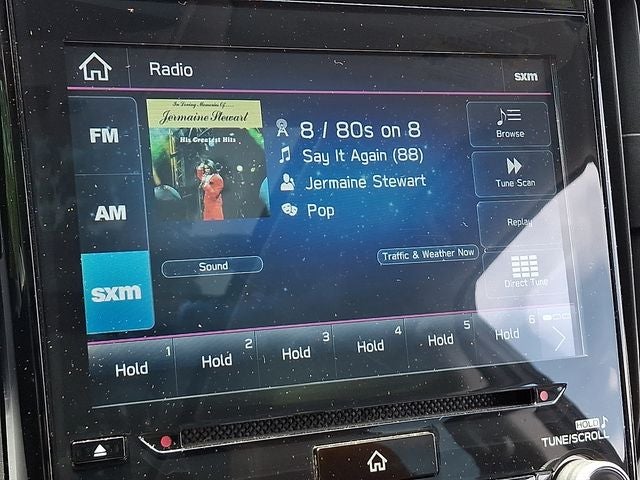 Radio
sxm
FM
AM
sxm
In Loving Memories Of......
Jermaine Stewart
His Greatest Hits
8 / 80s on 8
Say It Again (88)
Jermaine Stewart
Pop
Sound
Traffic & Weather Now
Browse
Tune Scan
Replay
Direct Tune
Hold 1
Hold 2
Hold 3
Hold 4
Hold 5
Hold 6
HOLD
TUNE/SCROLL